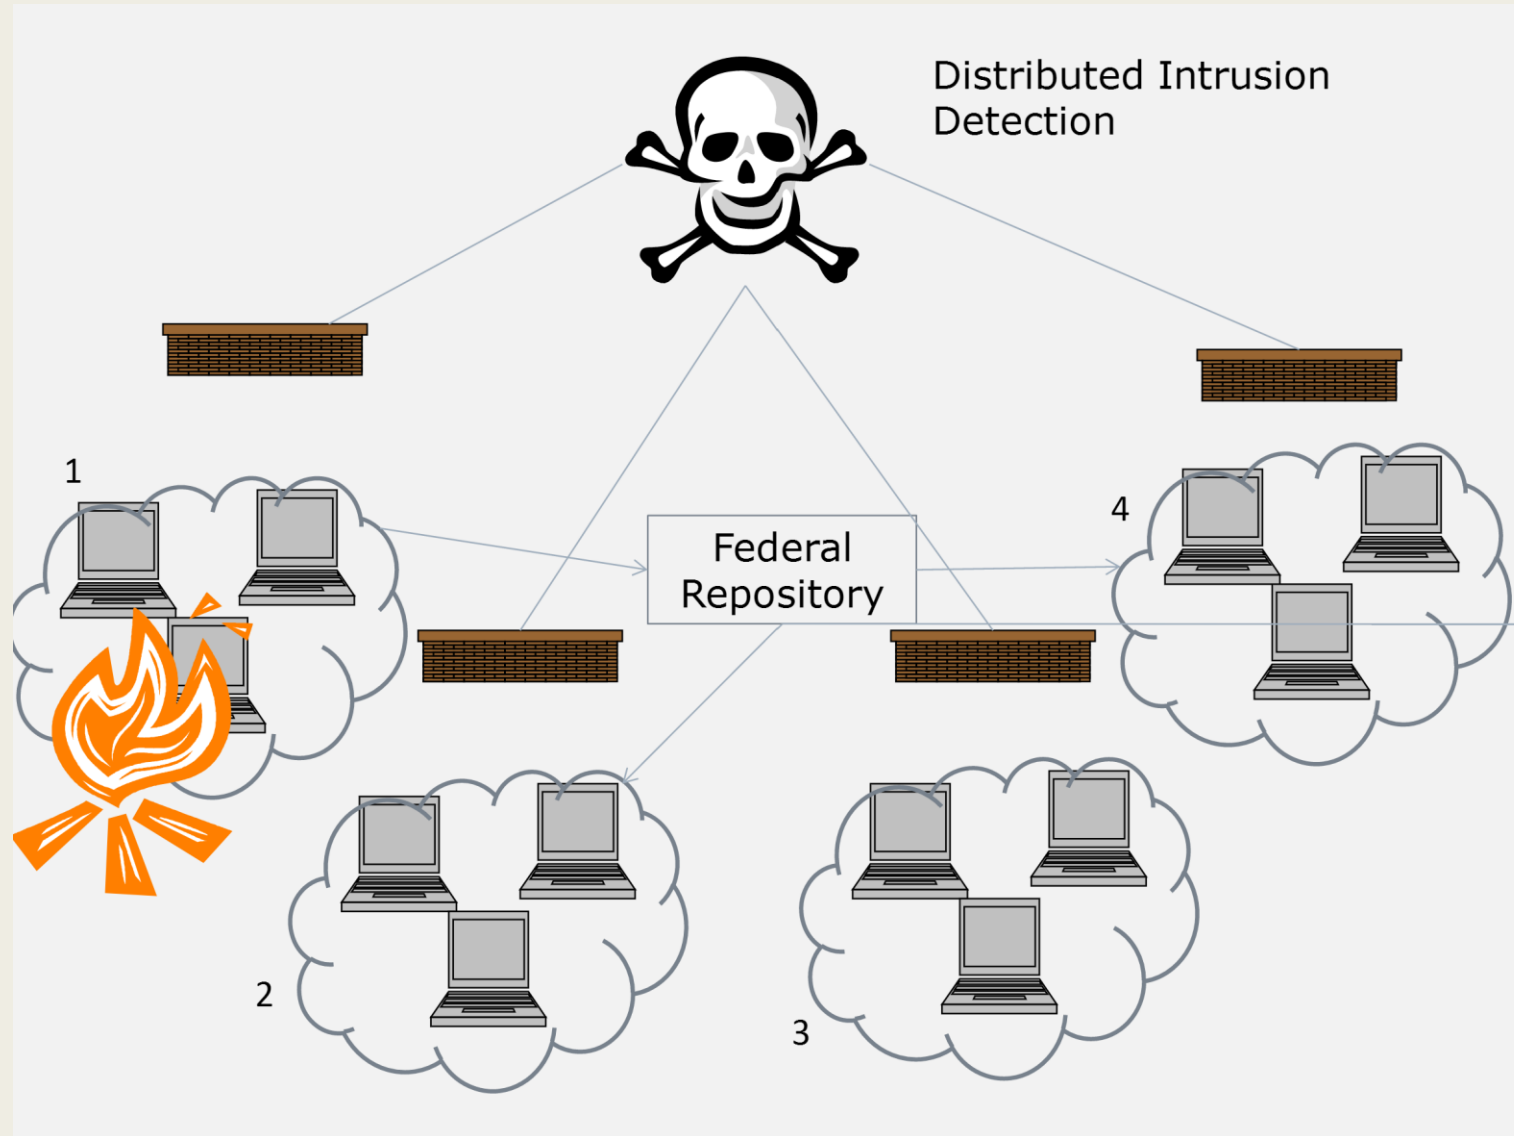 Distributed Intrusion
Detection
1
4
Federal
Repository
2
3